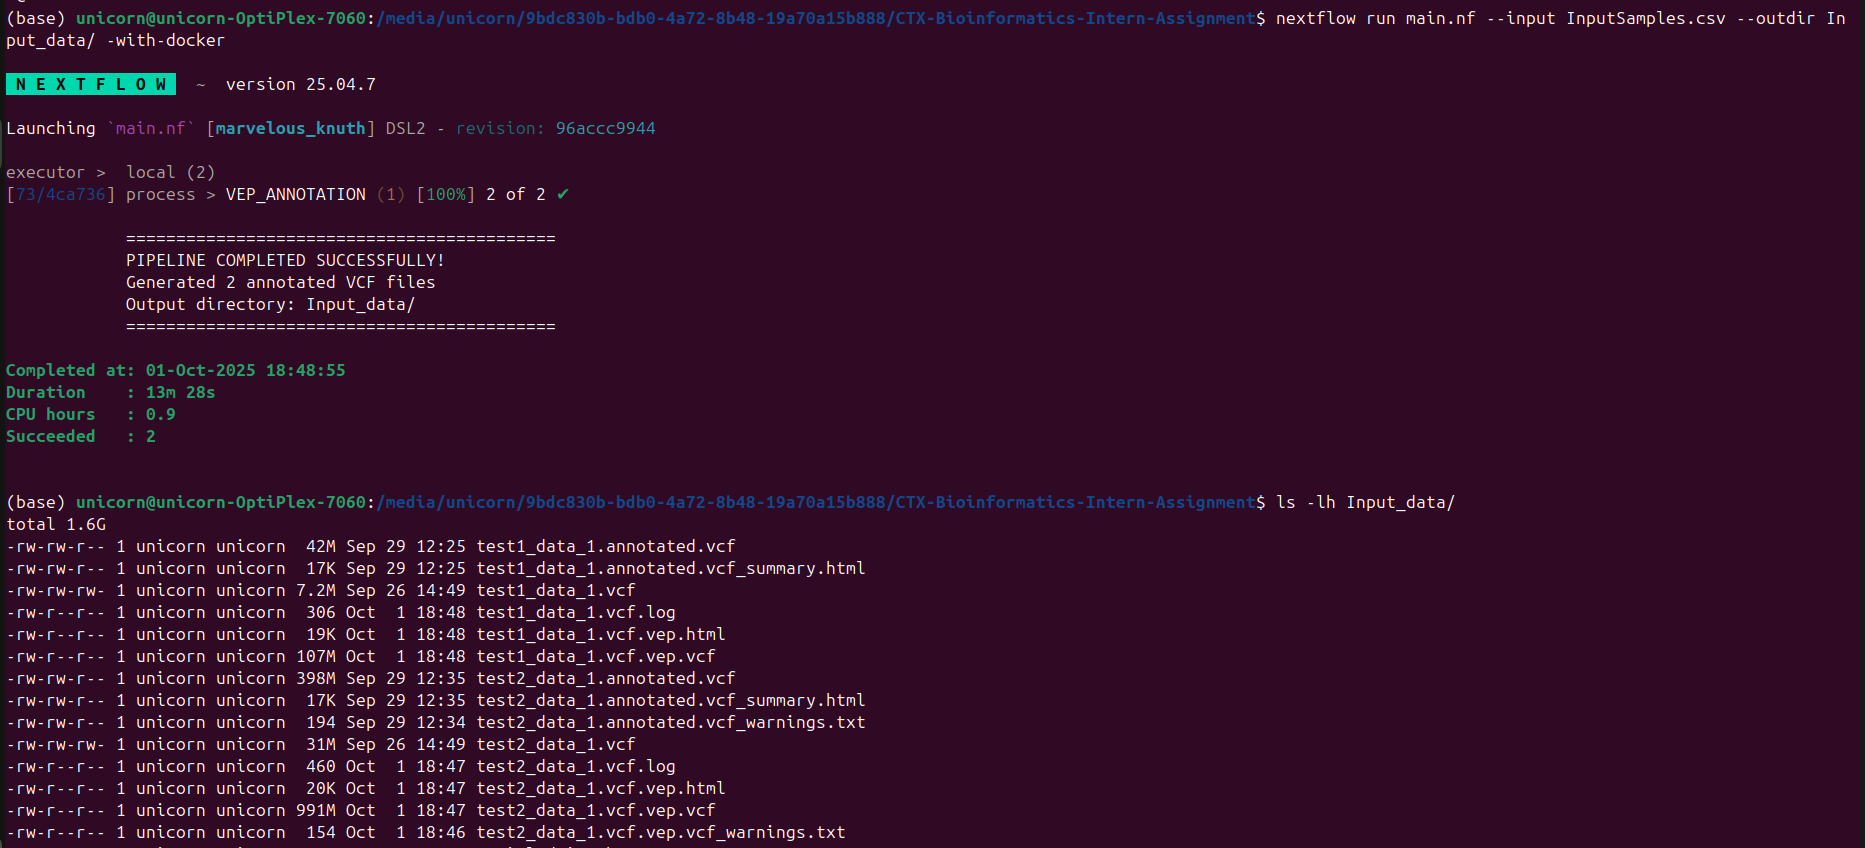 (base) unicorn@unicorn-OptiPlex-7060:/media/unicorn/9bdc830b-bdb0-4a72-8b48-19a70a15b888/CTX-Bioinformatics-Intern-Assignment$ nextflow run main.nf --input InputSamples.csv --outdir In
put_data/ -with-docker
N E X T F L O W  ~  version 25.04.7
Launching `main.nf` [marvelous_knuth] DSL2 - revision: 96accc9944
executor >  local (2)
[73/4ca736] process > VEP_ANNOTATION (1) [100%] 2 of 2 ✔
===========================================
PIPELINE COMPLETED SUCCESSFULLY!
Generated 2 annotated VCF files
Output directory: Input_data/
===========================================
Completed at: 01-Oct-2025 18:48:55
Duration    : 13m 28s
CPU hours   : 0.9
Succeeded   : 2
(base) unicorn@unicorn-OptiPlex-7060:/media/unicorn/9bdc830b-bdb0-4a72-8b48-19a70a15b888/CTX-Bioinformatics-Intern-Assignment$ ls -lh Input_data/
total 1.6G
-rw-rw-r-- 1 unicorn unicorn  42M Sep 29 12:25 test1_data_1.annotated.vcf
-rw-rw-r-- 1 unicorn unicorn  17K Sep 29 12:25 test1_data_1.annotated.vcf_summary.html
-rw-rw-rw- 1 unicorn unicorn 7.2M Sep 26 14:49 test1_data_1.vcf
-rw-r--r-- 1 unicorn unicorn  306 Oct  1 18:48 test1_data_1.vcf.log
-rw-r--r-- 1 unicorn unicorn  19K Oct  1 18:48 test1_data_1.vcf.vep.html
-rw-r--r-- 1 unicorn unicorn 107M Oct  1 18:48 test1_data_1.vcf.vep.vcf
-rw-rw-r-- 1 unicorn unicorn 398M Sep 29 12:35 test2_data_1.annotated.vcf
-rw-rw-r-- 1 unicorn unicorn  17K Sep 29 12:35 test2_data_1.annotated.vcf_summary.html
-rw-rw-r-- 1 unicorn unicorn  194 Sep 29 12:34 test2_data_1.annotated.vcf_warnings.txt
-rw-rw-rw- 1 unicorn unicorn  31M Sep 26 14:49 test2_data_1.vcf
-rw-r--r-- 1 unicorn unicorn  460 Oct  1 18:47 test2_data_1.vcf.log
-rw-r--r-- 1 unicorn unicorn  20K Oct  1 18:47 test2_data_1.vcf.vep.html
-rw-r--r-- 1 unicorn unicorn 991M Oct  1 18:47 test2_data_1.vcf.vep.vcf
-rw-r--r-- 1 unicorn unicorn  154 Oct  1 18:46 test2_data_1.vcf.vep.vcf_warnings.txt